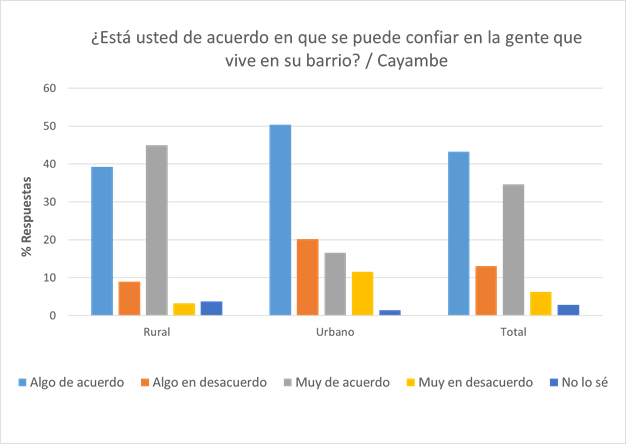 ¿Está usted de acuerdo en que se puede confiar en la gente que
vive en su barrio? / Cayambe
60
50
40
30
20
10
0
% Respuestas
Rural
Urbano
Total
Algo de acuerdo
Algo en desacuerdo
Muy de acuerdo
Muy en desacuerdo
No lo sé